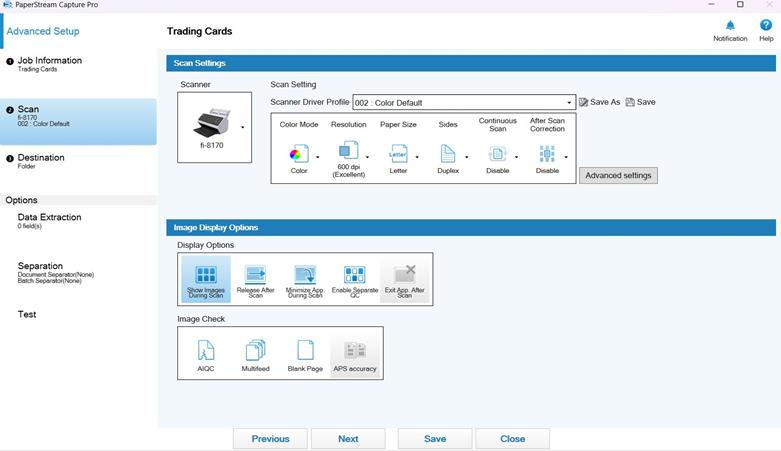 PaperStream Capture Pro
Advanced Setup
Trading Cards
Notification
Help
1 Job Information
Trading Cards
2 Scan
fi-8170
002 : Color Default
3 Destination
Folder
Options
Data Extraction
0 field(s)
Separation
Document Separator(None)
Batch Separator(None)
Test
Scan Settings
Scanner
fi-8170
Scan Setting
Scanner Driver Profile
002 : Color Default
Save As
Save
Color Mode
Resolution
Paper Size
Sides
Continuous
Scan
After Scan
Correction
Letter
Color
600 dpi
(Excellent)
Letter
Duplex
Disable
Disable
Advanced settings
Image Display Options
Display Options
Show Images
During Scan
Release After
Scan
Minimize App.
During Scan
Enable Separate
QC
Exit App. After
Scan
Image Check
AIQC
Multifeed
Blank Page
APS accuracy
Previous
Next
Save
Close